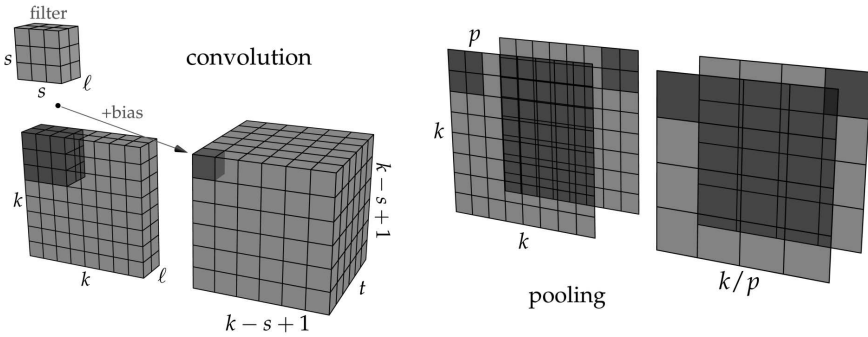 filter
s
s
ℓ
convolution
+bias
k
k
ℓ
k − s + 1
k − s + 1
t
p
k
k
pooling
k/p